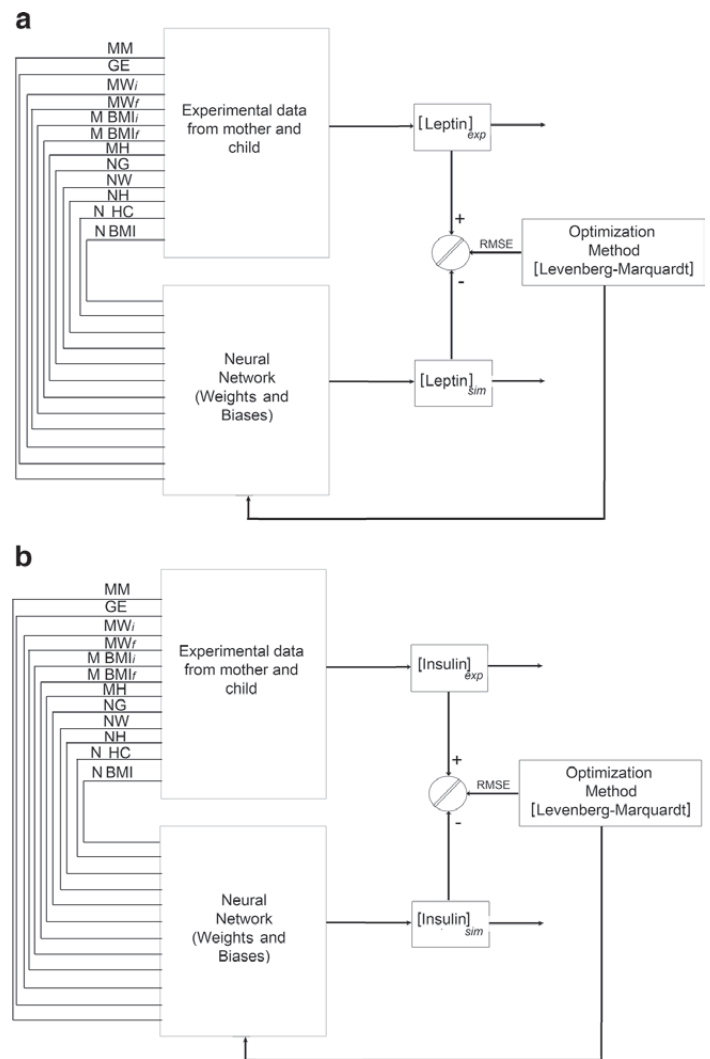 a
MM
GE
MWi
MWf
M BMIi
M BMIf
MH
NG
NW
NH
N HC
N BMI
Experimental data
from mother and
child
[Leptin]exp
+
RMSE
-
Optimization
Method
[Levenberg-Marquardt]
Neural
Network
(Weights and
Biases)
[Leptin]sim
b
MM
GE
MWi
MWf
M BMIi
M BMIf
MH
NG
NW
NH
N HC
N BMI
Experimental data
from mother and
child
[Insulin]exp
+
RMSE
-
Optimization
Method
[Levenberg-Marquardt]
Neural
Network
(Weights and
Biases)
[Insulin]sim